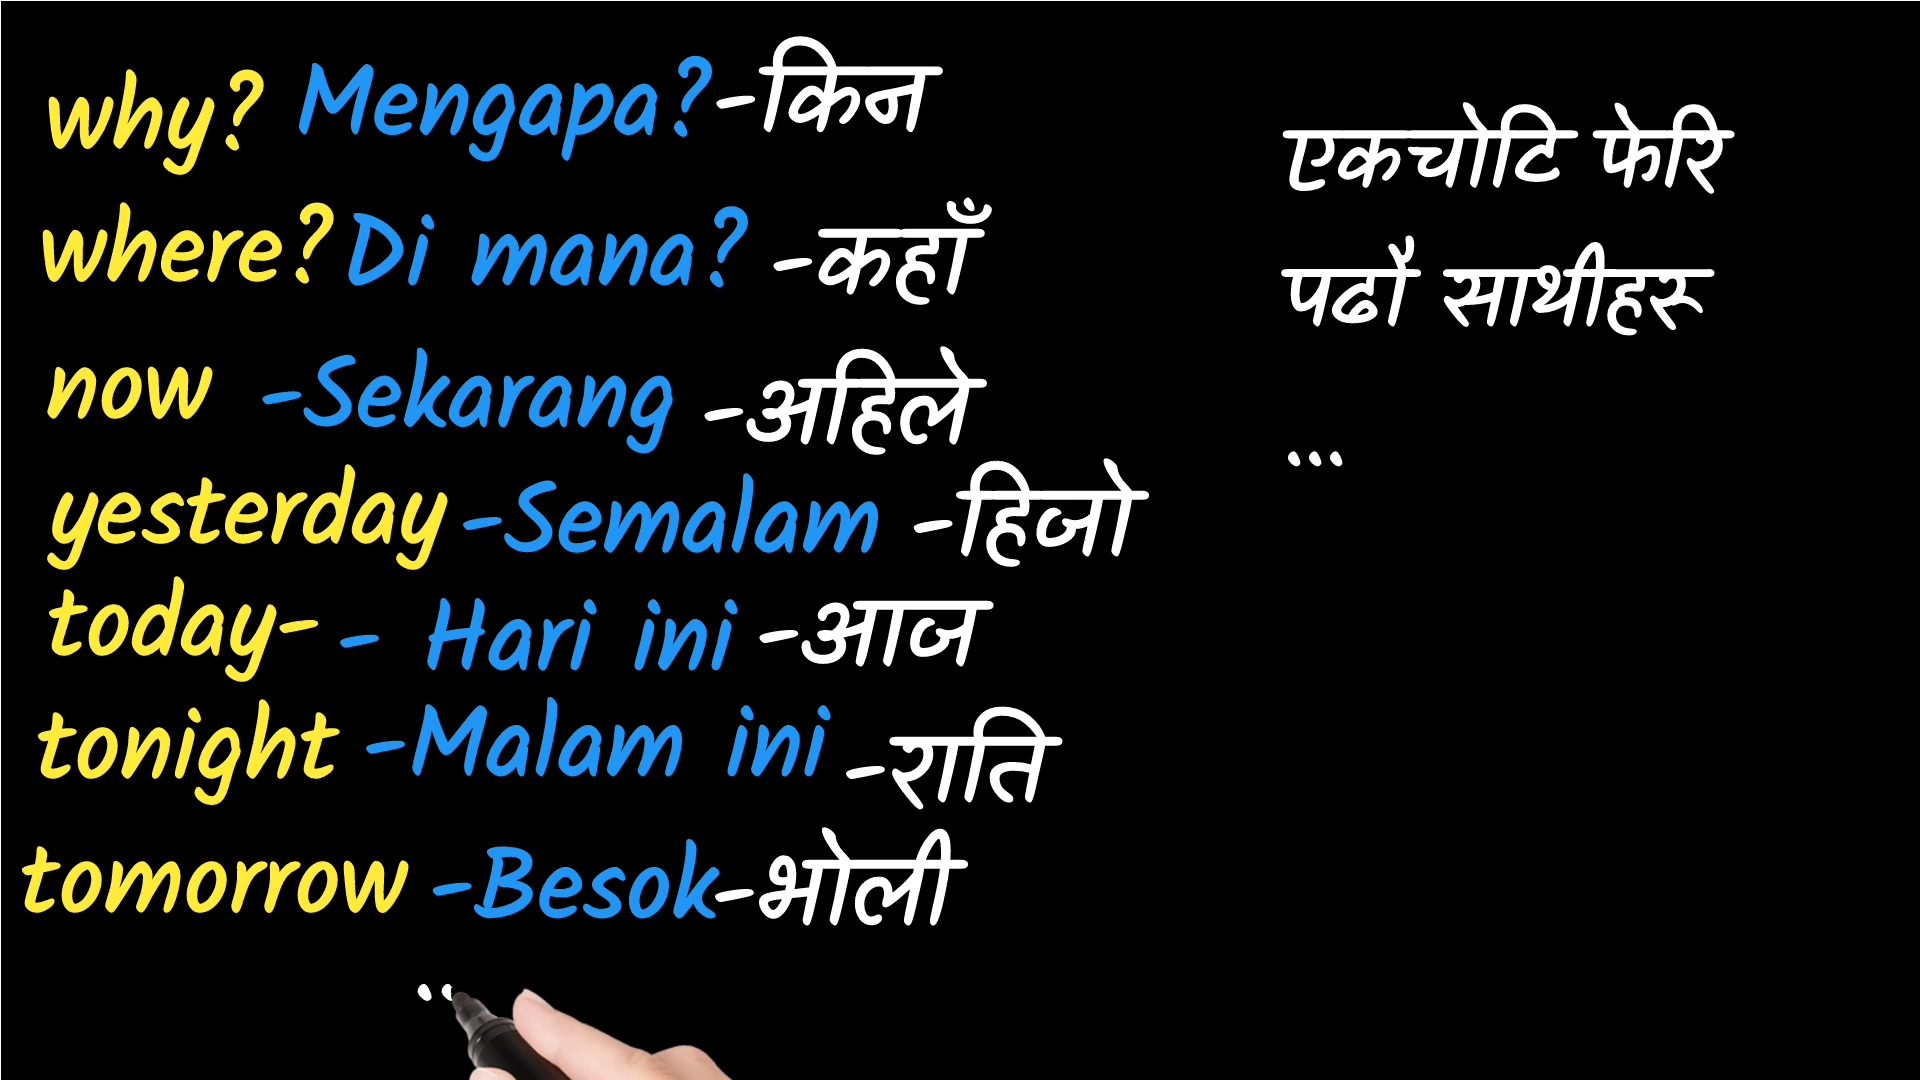 why? Mengapa?-किन
where? Di mana? -कहाँ
now -Sekarang -अहिले
yesterday -Semalam -हिजो
today- - Hari ini -आज
tonight -Malam ini -राति
tomorrow -Besok-भोली
..
एकचोटि फेरि
पढौ साथीहरू
...